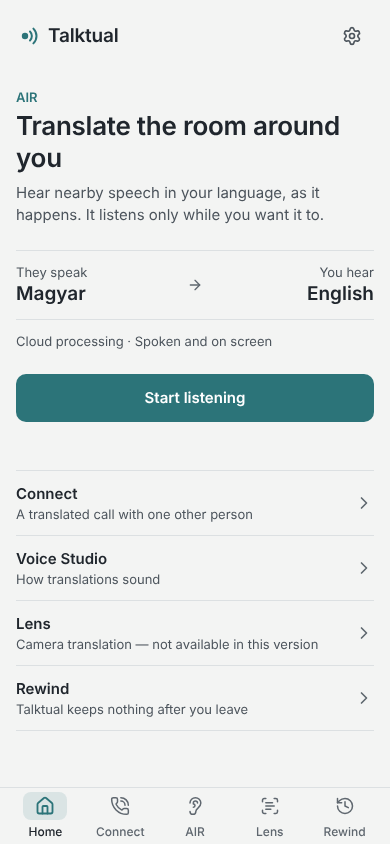 Talktual
AIR
Translate the room around
you
Hear nearby speech in your language, as it
happens. It listens only while you want it to.
They speak
Magyar
You hear
English
Cloud processing · Spoken and on screen
Start listening
Connect
A translated call with one other person
Voice Studio
How translations sound
Lens
Camera translation — not available in this version
Rewind
Talktual keeps nothing after you leave
Home
Connect
AIR
Lens
Rewind